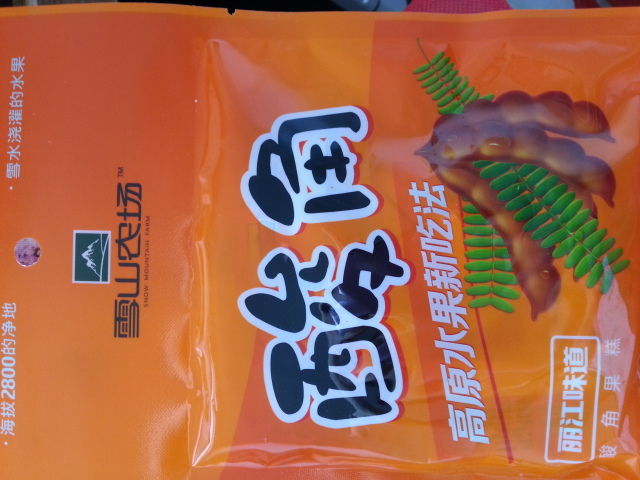 ·海拔2800的净地 ·雪水浇灌的水果
雪山农场™
SNOW MOUNTAIN FARM
酸角
高原水果新吃法
丽江味道
酸角果糕